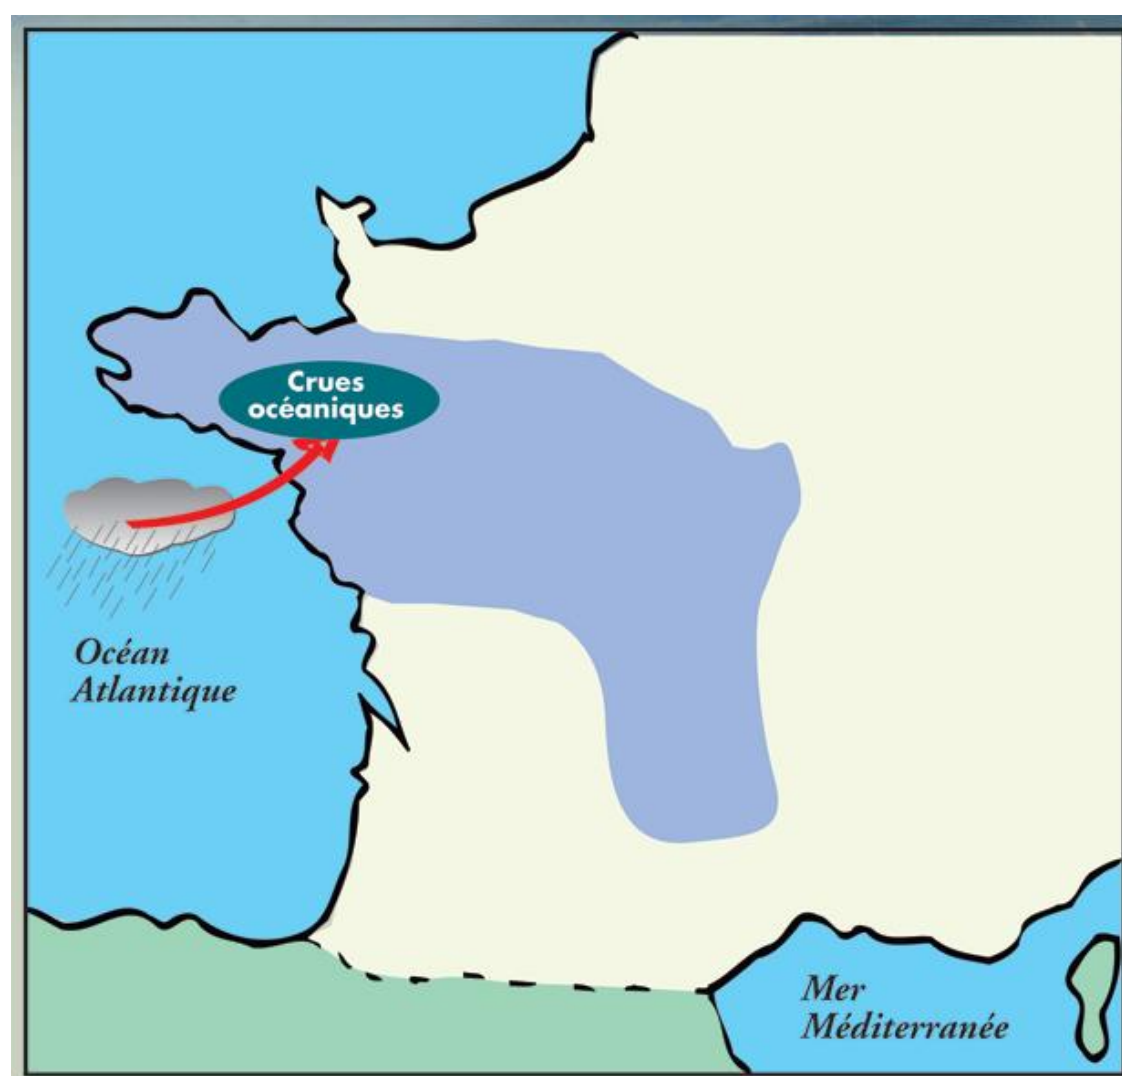 Crues
océaniques
Océan
Atlantique
Mer
Méditerranée